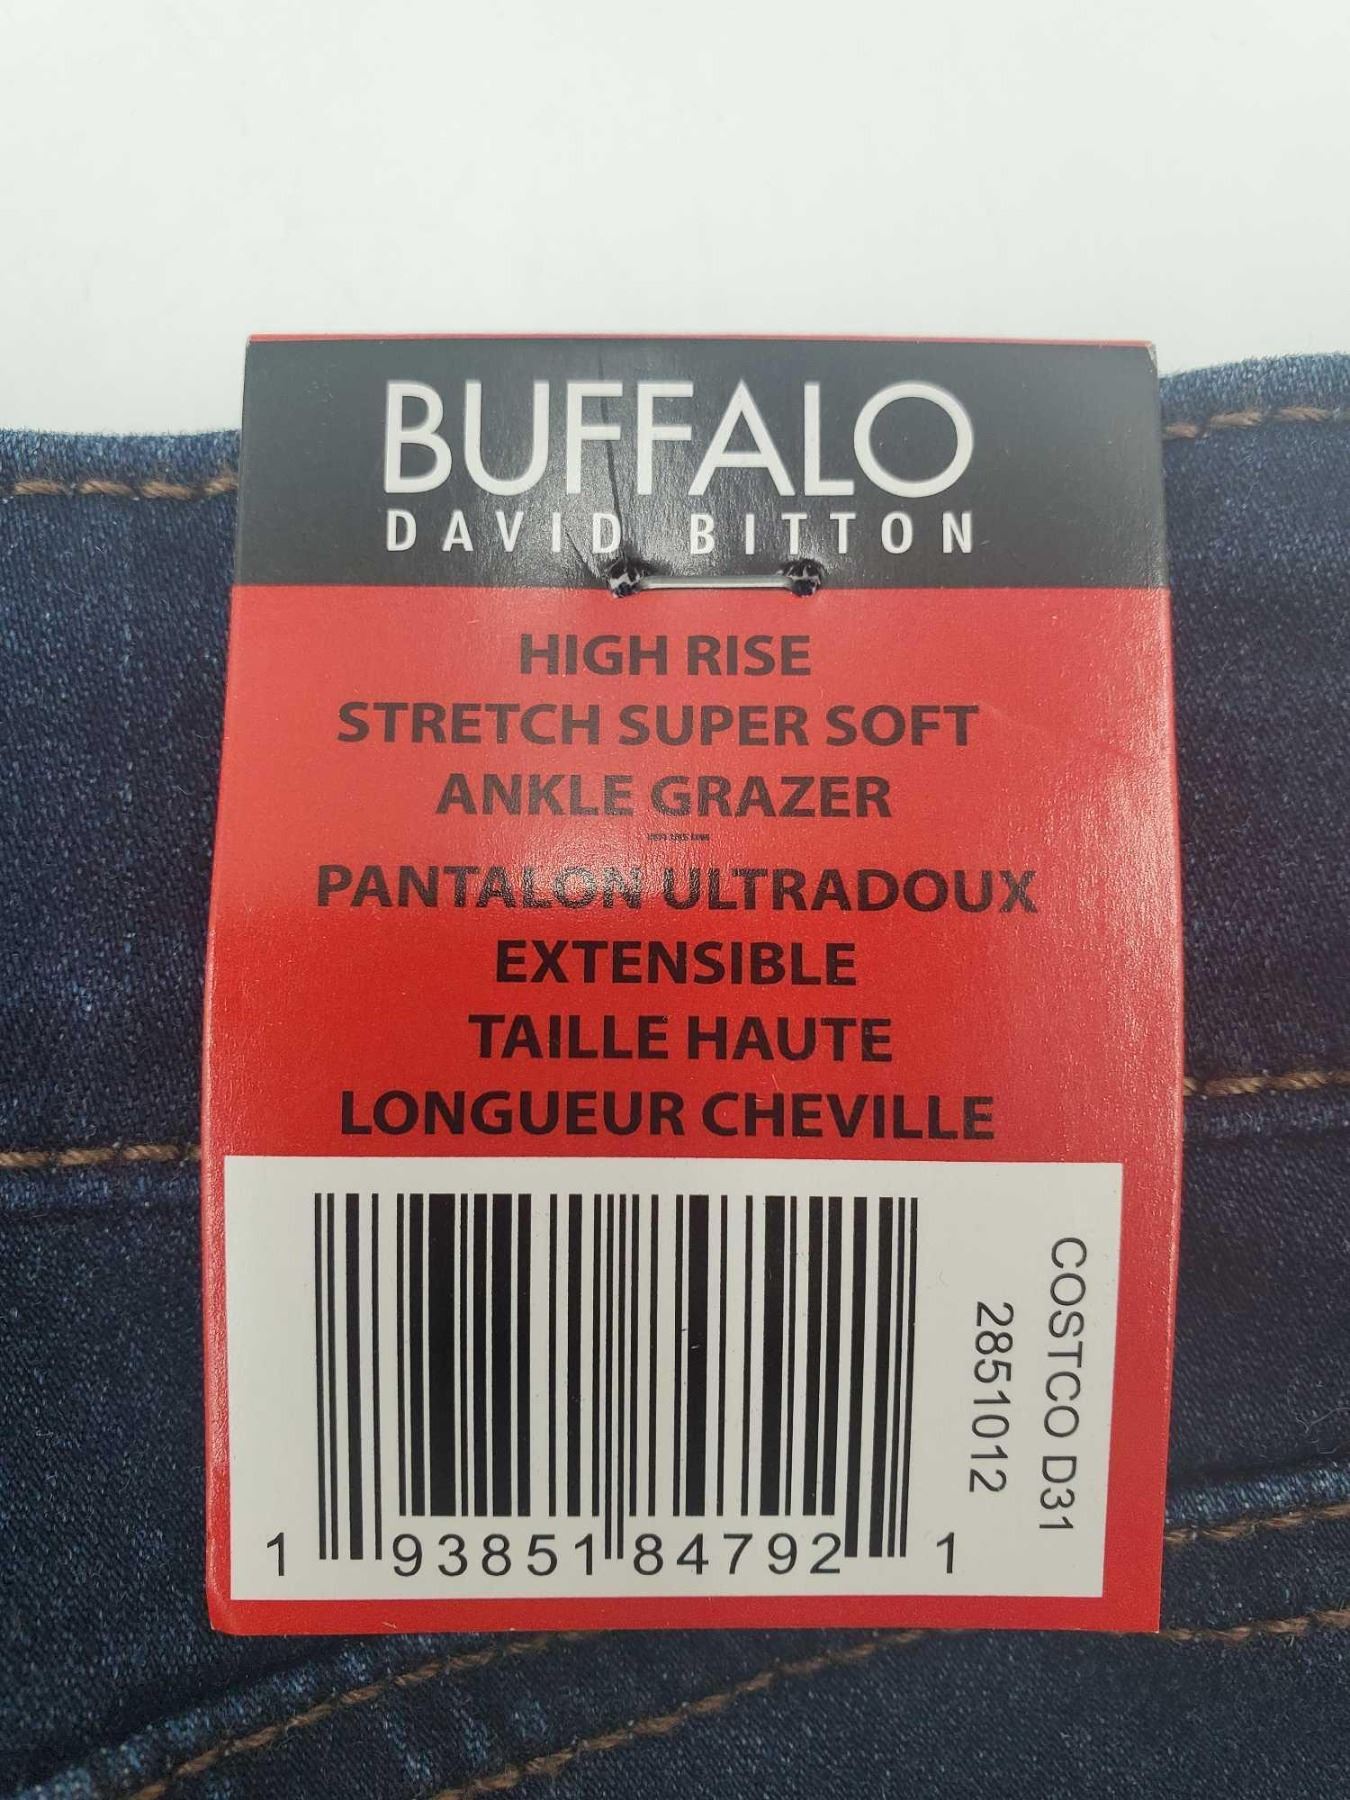 BUFFALO
DAVID BITTON
HIGH RISE
STRETCH SUPER SOFT
ANKLE GRAZER
PANTALON ULTRADOUX
EXTENSIBLE
TAILLE HAUTE
LONGUEUR CHEVILLE
1 93851 84792 1
COSTCO D31
2851012